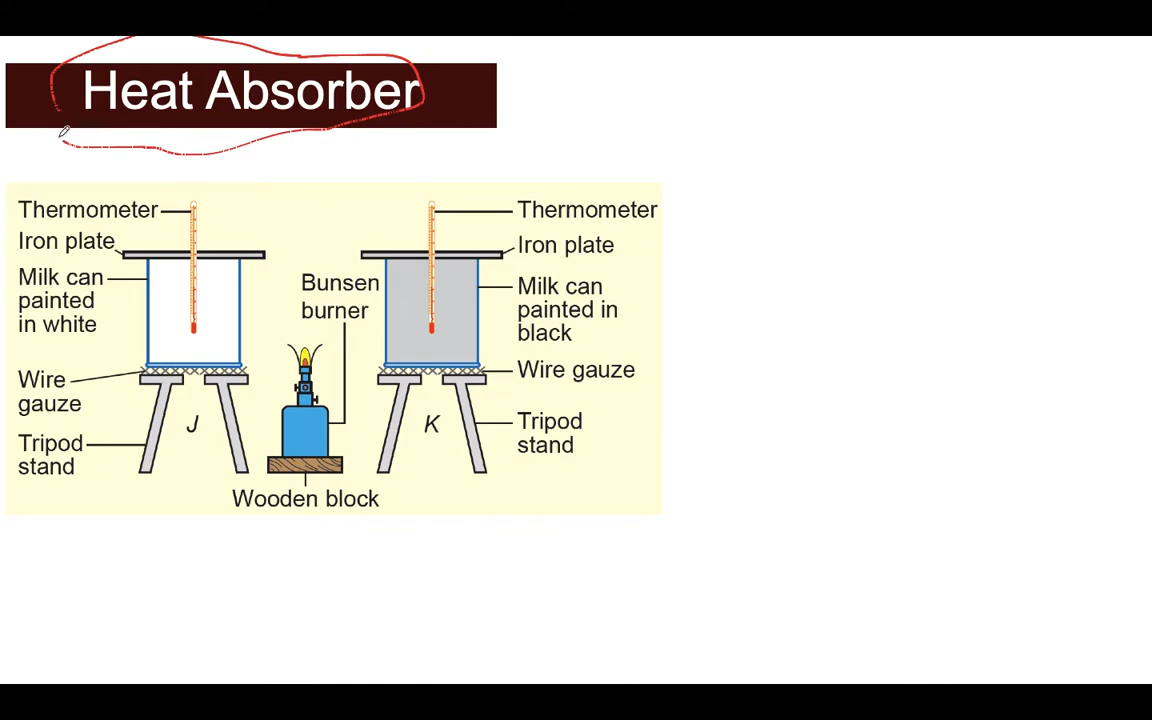 Heat Absorber
Thermometer
Iron plate
Milk can
painted
in white
Wire
gauze
Tripod
stand
J
Bunsen
burner
Wooden block
K
Thermometer
Iron plate
Milk can
painted in
black
Wire gauze
Tripod
stand